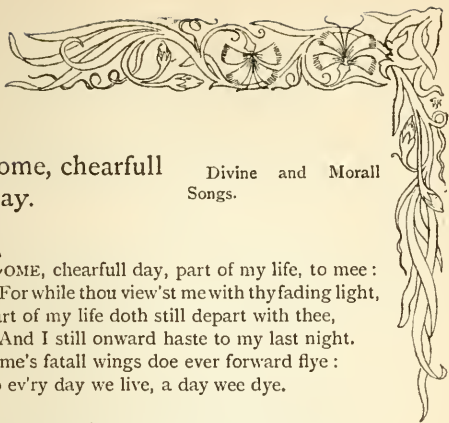 ome, chearfull
ay.
Divine and Morall
Songs.
OME, chearfull day, part of my life, to mee :
For while thou view'st me with thy fading light,
rt of my life doth still depart with thee,
And I still onward haste to my last night.
me's fatall wings doe ever forward flye :
ev'ry day we live, a day wee dye.